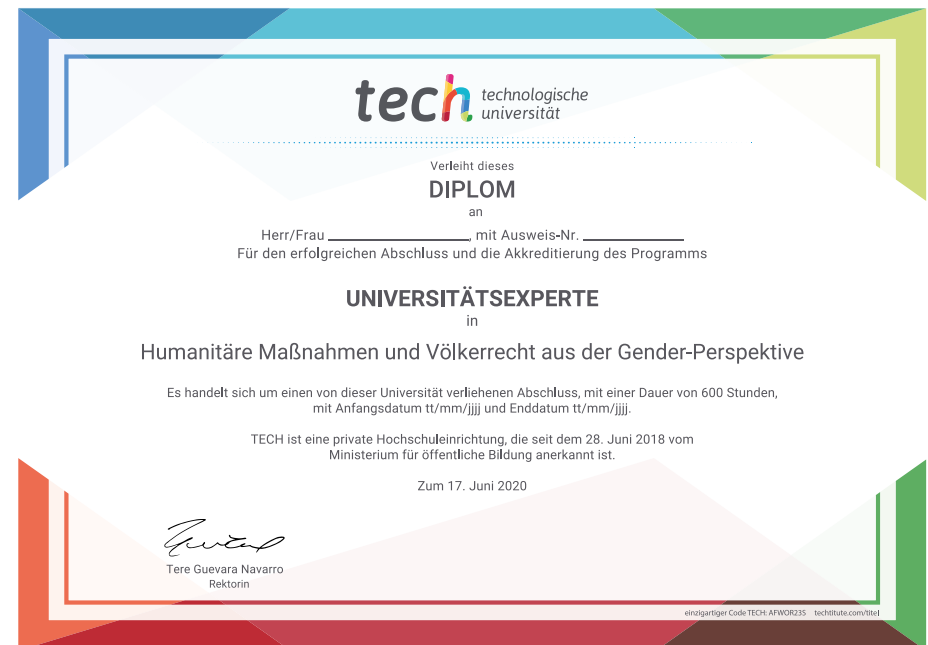 tech technologische
universität
Verleiht dieses
DIPLOM
an
Herr/Frau ________________, mit Ausweis-Nr. ____________
Für den erfolgreichen Abschluss und die Akkreditierung des Programms
UNIVERSITÄTSEXPERTE
in
Humanitäre Maßnahmen und Völkerrecht aus der Gender-Perspektive
Es handelt sich um einen von dieser Universität verliehenen Abschluss, mit einer Dauer von 600 Stunden,
mit Anfangsdatum tt/mm/jjjj und Enddatum tt/mm/jjjj.
TECH ist eine private Hochschuleinrichtung, die seit dem 28. Juni 2018 vom
Ministerium für öffentliche Bildung anerkannt ist.
Zum 17. Juni 2020
Tere Guevara Navarro
Rektorin
einzigartiger Code TECH: AFWOR235 techtitute.com/titel